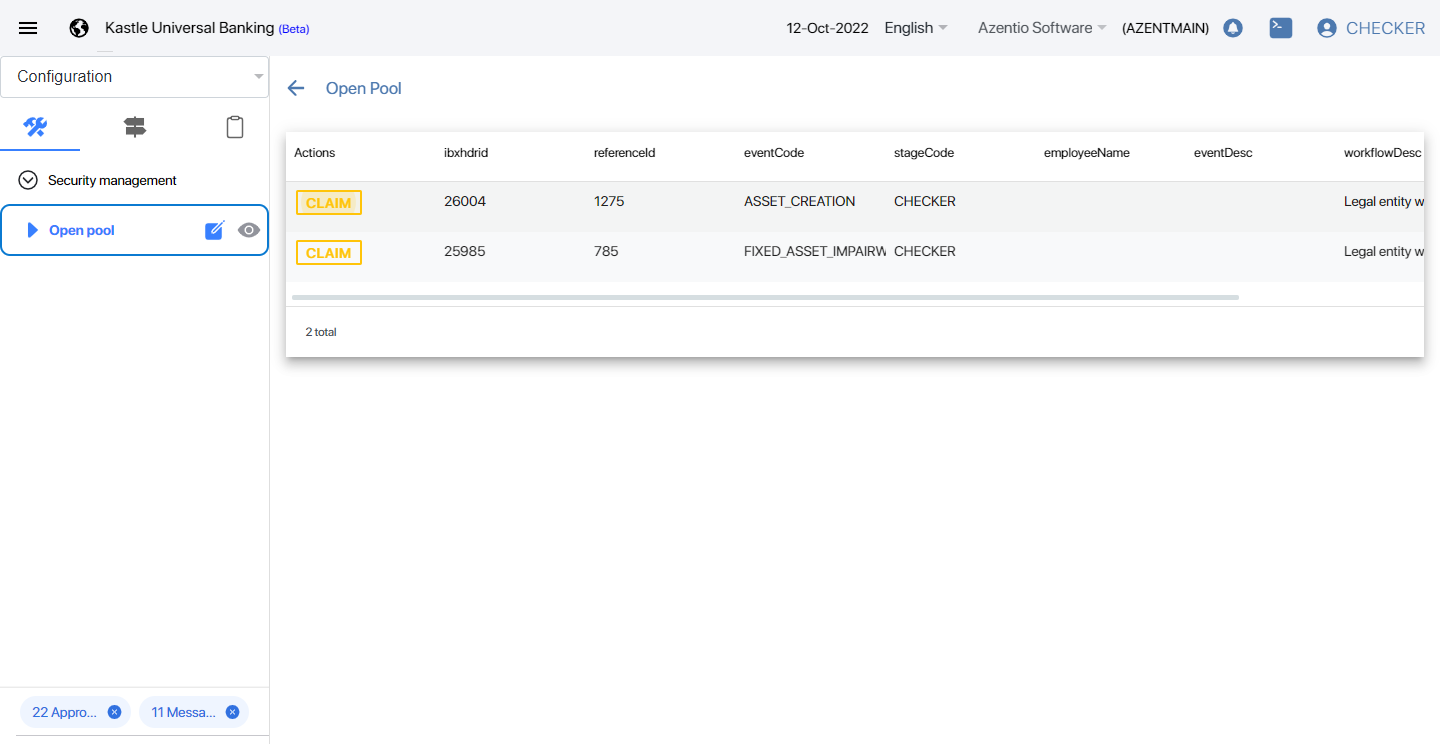 Kastle Universal Banking (Beta)
12-Oct-2022 English Azentio Software (AZENTMAIN) CHECKER
Configuration
Security management
Open pool
22 Appro...
11 Messa...
Open Pool
Actions ibxhdrid referenceId eventCode stageCode employeeName eventDesc workflowDesc
CLAIM 26004 1275 ASSET_CREATION CHECKER Legal entity w
CLAIM 25985 785 FIXED_ASSET_IMPAIRW CHECKER Legal entity w
2 total